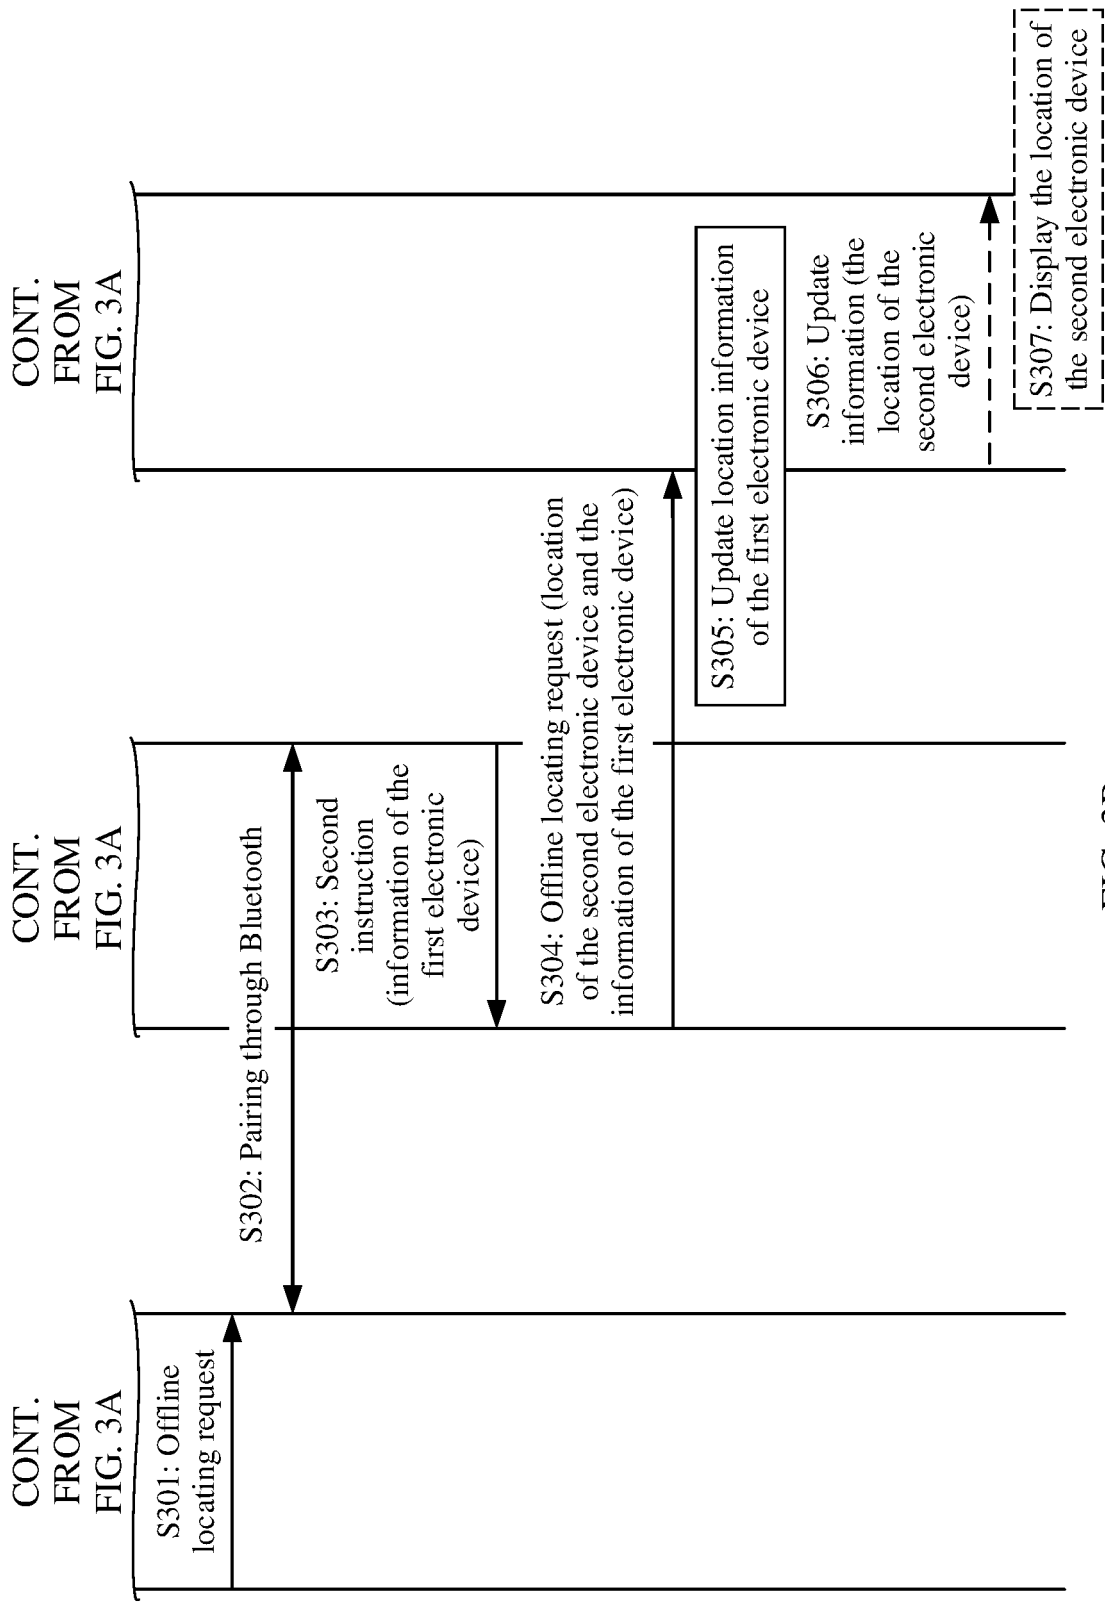 CONT.
FROM
FIG. 3A
CONT.
FROM
FIG. 3A
CONT.
FROM
FIG. 3A
S301: Offline
locating request
S302: Pairing through Bluetooth
S303: Second
instruction
(information of the
first electronic
device)
S304: Offline locating request (location
of the second electronic device and the
information of the first electronic device)
S305: Update location information
of the first electronic device
S306: Update
information (the
location of the
second electronic
device)
S307: Display the location of
the second electronic device